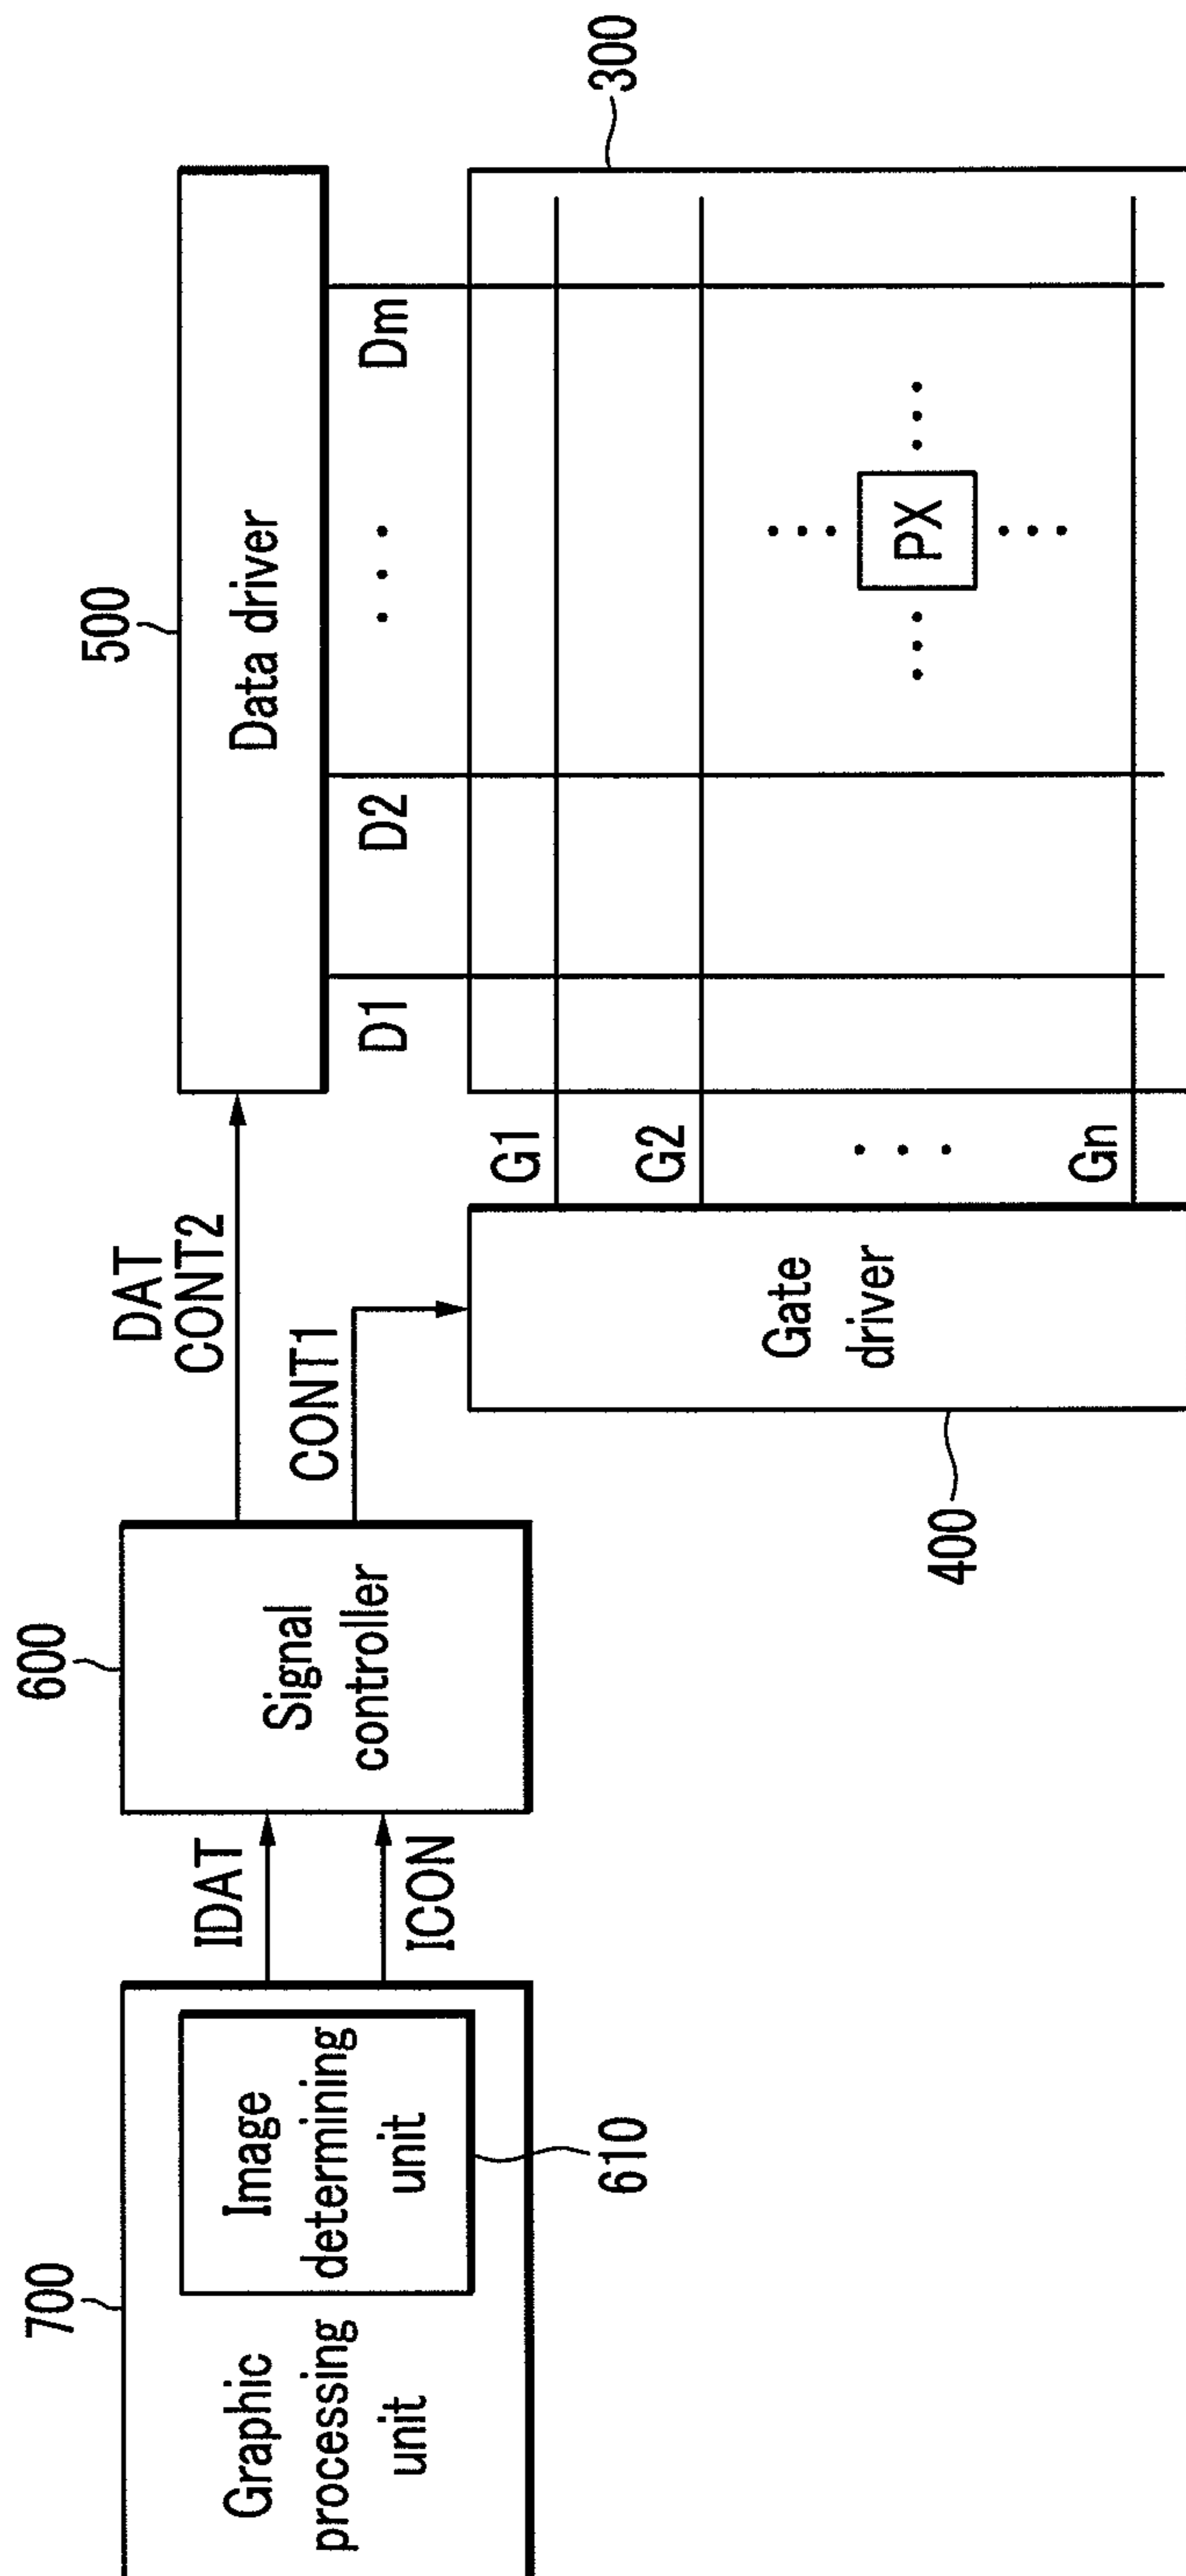 700
Graphic
processing
unit
Image
determining
unit
610
IDAT
ICON
600
Signal
controller
DAT
CONT2
CONT1
500
Data driver
D1
D2
...
Dm
400
Gate
driver
G1
G2
...
Gn
300
... PX ...